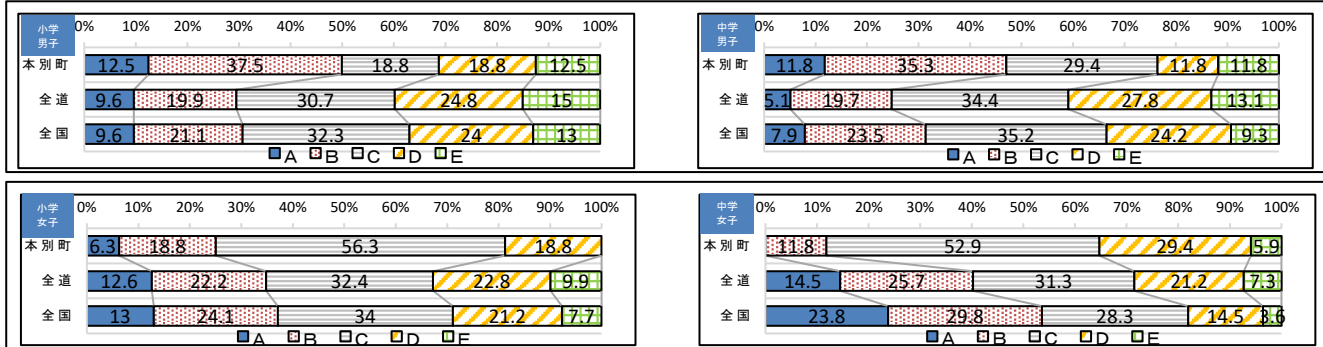 小学
男子
0% 10% 20% 30% 40% 50% 60% 70% 80% 90% 100%
本別町 12.5 37.5 18.8 18.8 12.5
全道 9.6 19.9 30.7 24.8 15
全国 9.6 21.1 32.3 24 13
A B C D E
中学
男子
0% 10% 20% 30% 40% 50% 60% 70% 80% 90% 100%
本別町 11.8 35.3 29.4 11.8 11.8
全道 5.1 19.7 34.4 27.8 13.1
全国 7.9 23.5 35.2 24.2 9.3
A B C D E
小学
女子
0% 10% 20% 30% 40% 50% 60% 70% 80% 90% 100%
本別町 6.3 18.8 56.3 18.8
全道 12.6 22.2 32.4 22.8 9.9
全国 13 24.1 34 21.2 7.7
A B C D E
中学
女子
0% 10% 20% 30% 40% 50% 60% 70% 80% 90% 100%
本別町 11.8 52.9 29.4 5.9
全道 14.5 25.7 31.3 21.2 7.3
全国 23.8 29.8 28.3 14.5 3.6
A B C D E